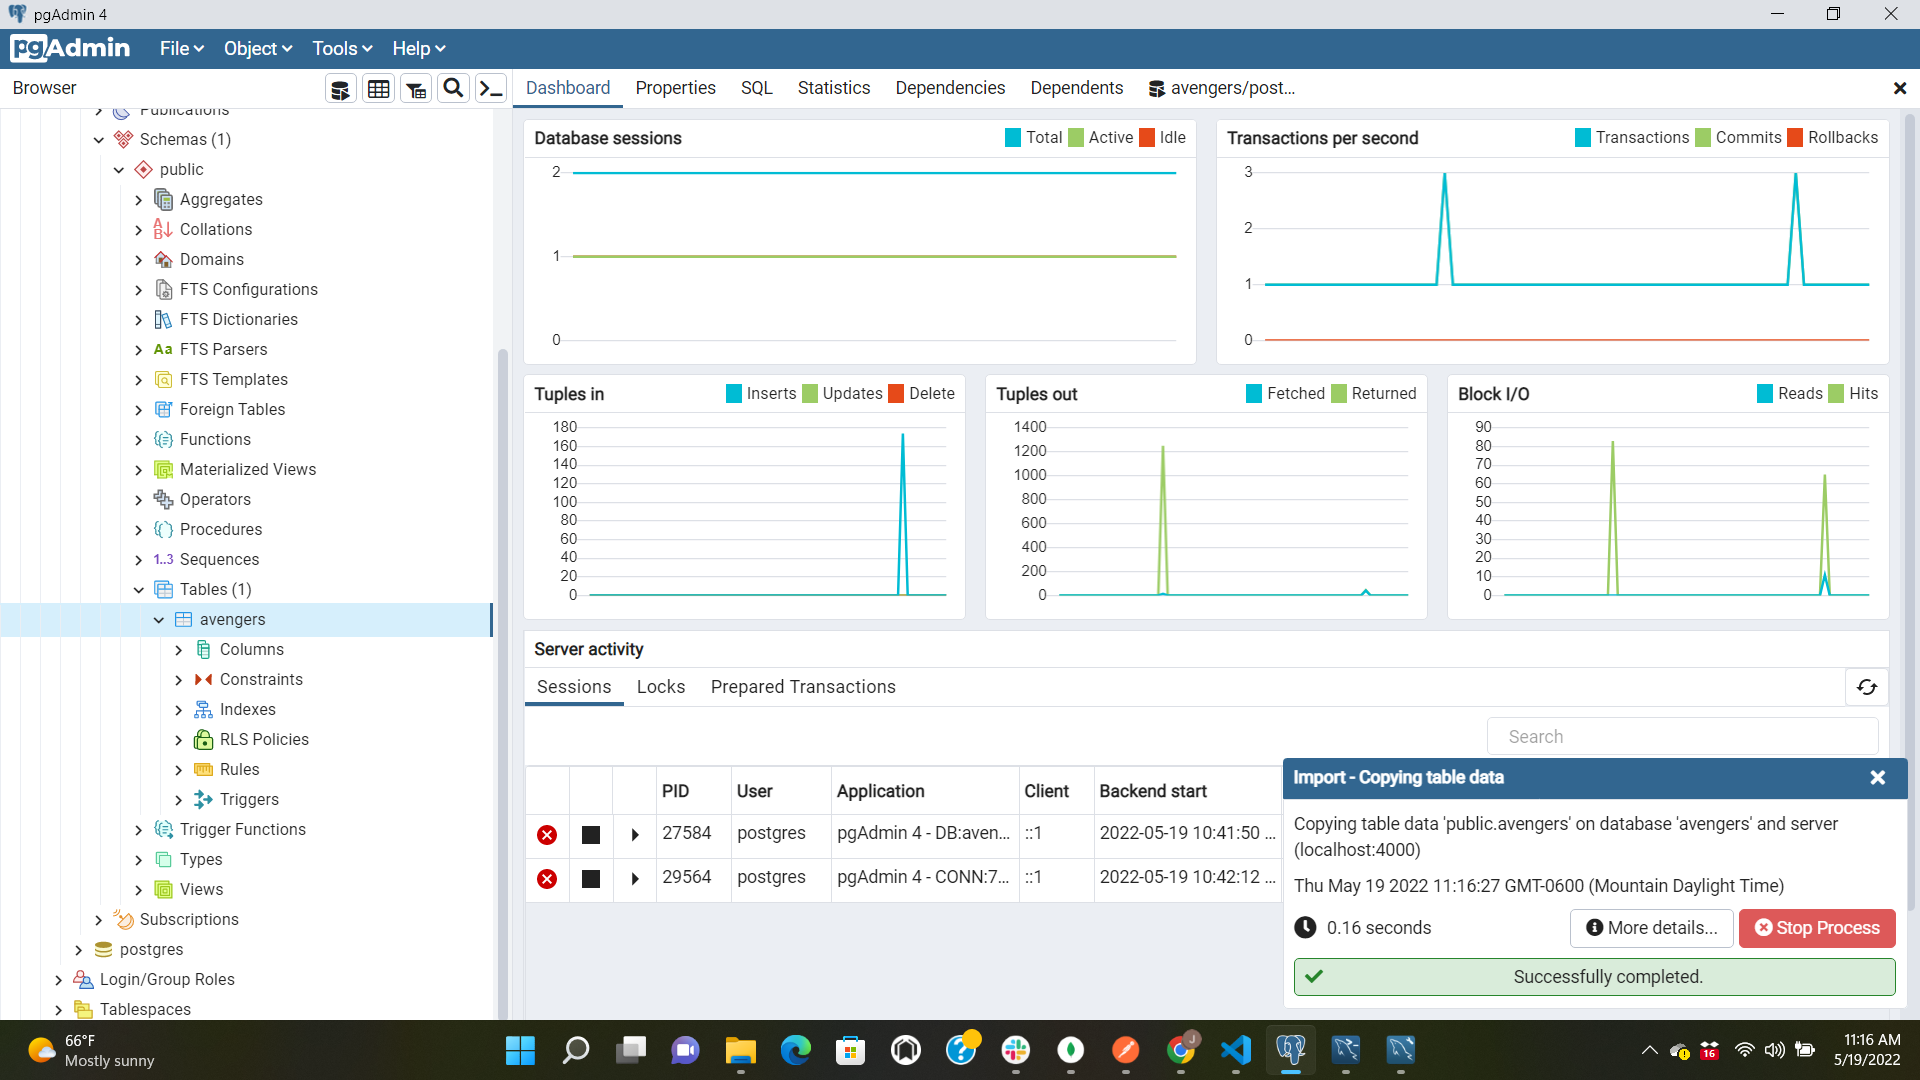 pgAdmin 4
pgAdmin File Object Tools Help
Browser
Dashboard Properties SQL Statistics Dependencies Dependents avengers/post...
Publications
Schemas (1)
public
Aggregates
Collations
Domains
FTS Configurations
FTS Dictionaries
Aa FTS Parsers
FTS Templates
Foreign Tables
Functions
Materialized Views
Operators
Procedures
1..3 Sequences
Tables (1)
avengers
Columns
Constraints
Indexes
RLS Policies
Rules
Triggers
Trigger Functions
Types
Views
Subscriptions
postgres
Login/Group Roles
Tablespaces
Database sessions Total Active Idle
2
1
0
Transactions per second Transactions Commits Rollbacks
3
2
1
0
Tuples in Inserts Updates Delete
180
160
140
120
100
80
60
40
20
0
Tuples out Fetched Returned
1400
1200
1000
800
600
400
200
0
Block I/O Reads Hits
90
80
70
60
50
40
30
20
10
0
Server activity
Sessions Locks Prepared Transactions
Search
PID User Application Client Backend start
27584 postgres pgAdmin 4 - DB:aven... ::1 2022-05-19 10:41:50 ...
29564 postgres pgAdmin 4 - CONN:7... ::1 2022-05-19 10:42:12 ...
Import - Copying table data
Copying table data 'public.avengers' on database 'avengers' and server
(localhost:4000)
Thu May 19 2022 11:16:27 GMT-0600 (Mountain Daylight Time)
0.16 seconds More details... Stop Process
Successfully completed.
66°F
Mostly sunny
J
16
11:16 AM
5/19/2022